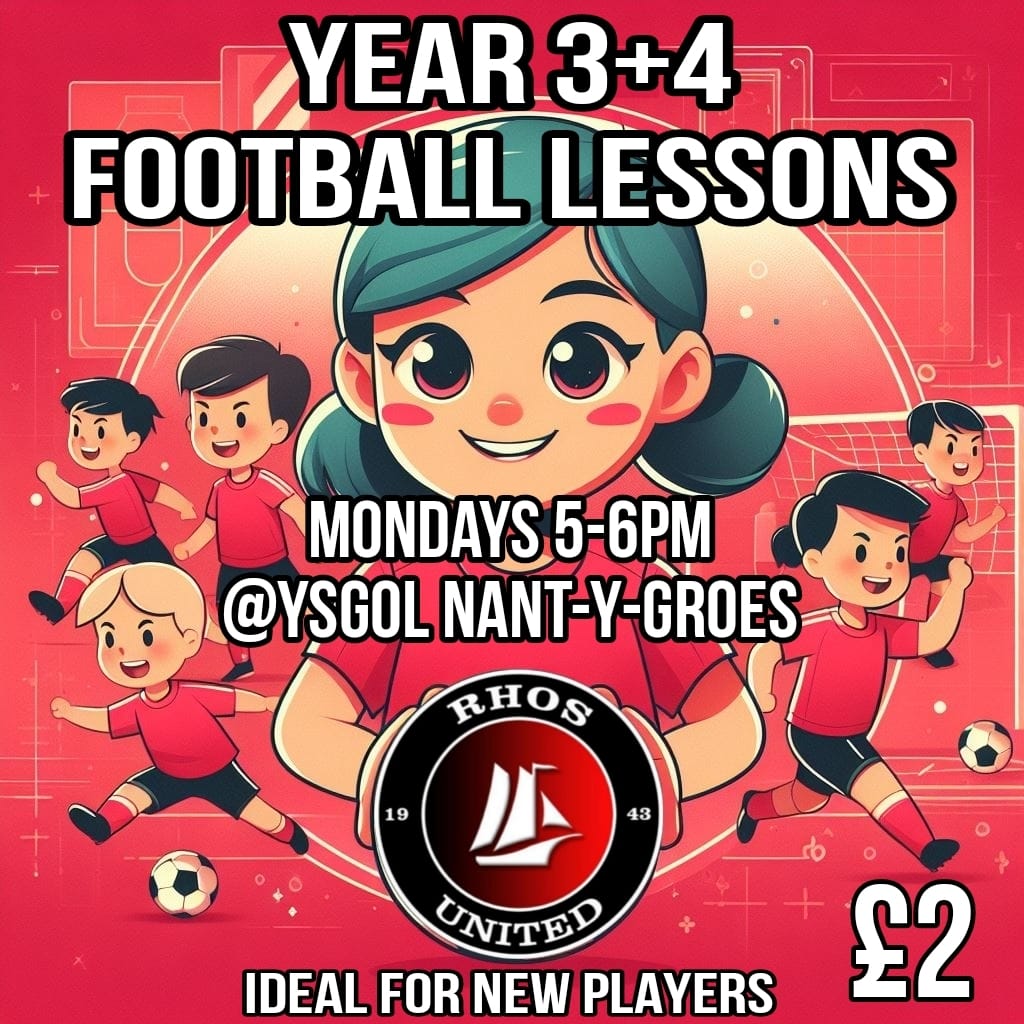 YEAR 3+4
FOOTBALL LESSONS
MONDAYS 5-6PM
@YSGOL NANT-Y-GROES
RHOS
19 43
UNITED
£2
IDEAL FOR NEW PLAYERS